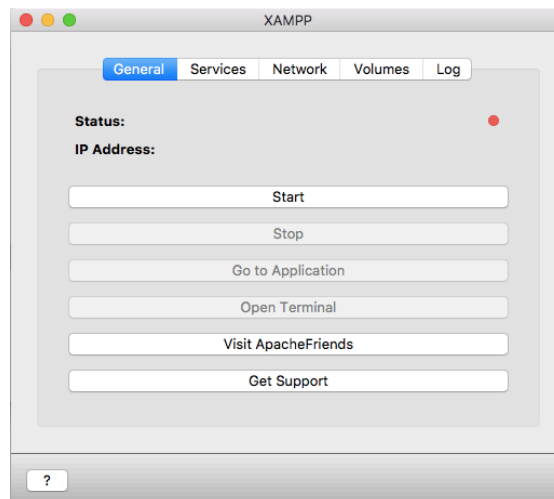 XAMPP
General Services Network Volumes Log
Status:
IP Address:
Start
Stop
Go to Application
Open Terminal
Visit ApacheFriends
Get Support
?